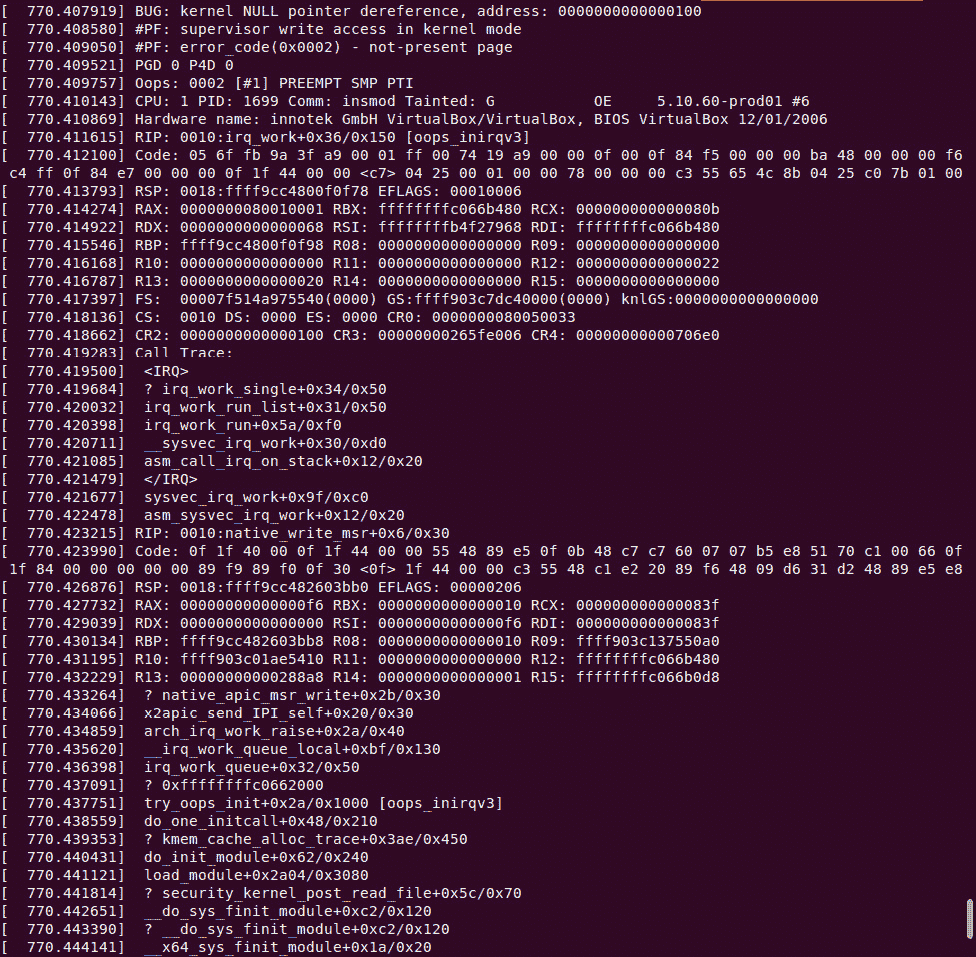 [  770.407919] BUG: kernel NULL pointer dereference, address: 0000000000000100
[  770.408580] #PF: supervisor write access in kernel mode
[  770.409050] #PF: error_code(0x0002) - not-present page
[  770.409521] PGD 0 P4D 0
[  770.409757] Oops: 0002 [#1] PREEMPT SMP PTI
[  770.410143] CPU: 1 PID: 1699 Comm: insmod Tainted: G           OE     5.10.60-prod01 #6
[  770.410869] Hardware name: innotek GmbH VirtualBox/VirtualBox, BIOS VirtualBox 12/01/2006
[  770.411615] RIP: 0010:irq_work+0x36/0x150 [oops_inirqv3]
[  770.412100] Code: 05 6f fb 9a 3f a9 00 01 ff 00 74 19 a9 00 00 0f 00 0f 84 f5 00 00 00 ba 48 00 00 00 f6
c4 ff 0f 84 e7 00 00 00 0f 1f 44 00 00 <c7> 04 25 00 01 00 00 78 00 00 00 c3 55 65 4c 8b 04 25 c0 7b 01 00
[  770.413793] RSP: 0018:ffff9cc4800f0f78 EFLAGS: 00010006
[  770.414274] RAX: 0000000080010001 RBX: ffffffffc066b480 RCX: 000000000000080b
[  770.414922] RDX: 0000000000000068 RSI: ffffffffb4f27968 RDI: ffffffffc066b480
[  770.415546] RBP: ffff9cc4800f0f98 R08: 0000000000000000 R09: 0000000000000000
[  770.416168] R10: 0000000000000000 R11: 0000000000000000 R12: 0000000000000022
[  770.416787] R13: 0000000000000020 R14: 0000000000000000 R15: 0000000000000000
[  770.417397] FS:  00007f514a975540(0000) GS:ffff903c7dc40000(0000) knlGS:0000000000000000
[  770.418136] CS:  0010 DS: 0000 ES: 0000 CR0: 0000000080050033
[  770.418662] CR2: 0000000000000100 CR3: 00000000265fe006 CR4: 00000000000706e0
[  770.419283] Call Trace:
[  770.419500]  <IRQ>
[  770.419684]  ? irq_work_single+0x34/0x50
[  770.420032]  irq_work_run_list+0x31/0x50
[  770.420398]  irq_work_run+0x5a/0xf0
[  770.420711]  __sysvec_irq_work+0x30/0xd0
[  770.421085]  asm_call_irq_on_stack+0x12/0x20
[  770.421479]  </IRQ>
[  770.421677]  sysvec_irq_work+0x9f/0xc0
[  770.422478]  asm_sysvec_irq_work+0x12/0x20
[  770.423215] RIP: 0010:native_write_msr+0x6/0x30
[  770.423990] Code: 0f 1f 40 00 0f 1f 44 00 00 55 48 89 e5 0f 0b 48 c7 c7 60 07 07 b5 e8 51 70 c1 00 66 0f
1f 84 00 00 00 00 00 89 f9 89 f0 0f 30 <0f> 1f 44 00 00 c3 55 48 c1 e2 20 89 f6 48 09 d6 31 d2 48 89 e5 e8
[  770.426876] RSP: 0018:ffff9cc482603bb0 EFLAGS: 00000206
[  770.427732] RAX: 00000000000000f6 RBX: 0000000000000010 RCX: 000000000000083f
[  770.429039] RDX: 0000000000000000 RSI: 00000000000000f6 RDI: 000000000000083f
[  770.430134] RBP: ffff9cc482603bb8 R08: 0000000000000010 R09: ffff903c137550a0
[  770.431195] R10: ffff903c01ae5410 R11: 0000000000000000 R12: ffffffffc066b480
[  770.432229] R13: 00000000000288a8 R14: 0000000000000001 R15: ffffffffc066b0d8
[  770.433264]  ? native_apic_msr_write+0x2b/0x30
[  770.434066]  x2apic_send_IPI_self+0x20/0x30
[  770.434859]  arch_irq_work_raise+0x2a/0x40
[  770.435620]  __irq_work_queue_local+0xbf/0x130
[  770.436398]  irq_work_queue+0x32/0x50
[  770.437091]  ? 0xffffffffc0662000
[  770.437751]  try_oops_init+0x2a/0x1000 [oops_inirqv3]
[  770.438559]  do_one_initcall+0x48/0x210
[  770.439353]  ? kmem_cache_alloc_trace+0x3ae/0x450
[  770.440431]  do_init_module+0x62/0x240
[  770.441121]  load_module+0x2a04/0x3080
[  770.441814]  ? security_kernel_post_read_file+0x5c/0x70
[  770.442651]  __do_sys_finit_module+0xc2/0x120
[  770.443390]  ? __do_sys_finit_module+0xc2/0x120
[  770.444141]  __x64_sys_finit_module+0x1a/0x20